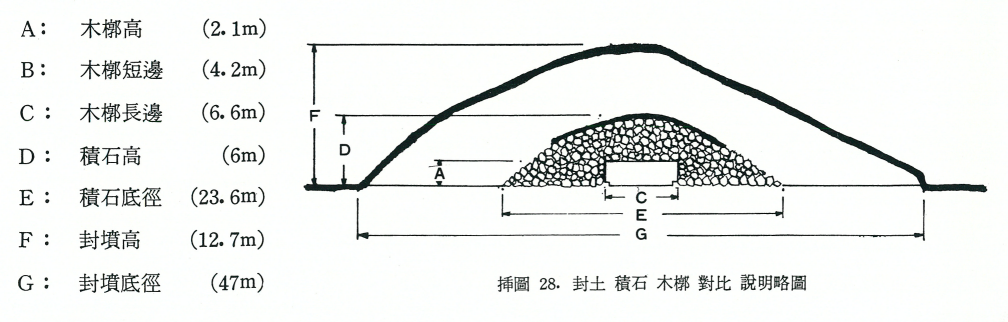 A: 木槨高 (2.1m)
B: 木槨短邊 (4.2m)
C: 木槨長邊 (6.6m)
D: 積石高 (6m)
E: 積石底徑 (23.6m)
F: 封墳高 (12.7m)
G: 封墳底徑 (47m)
F
D
A
C
E
G
揷圖 28. 封土 積石 木槨 對比 說明略圖